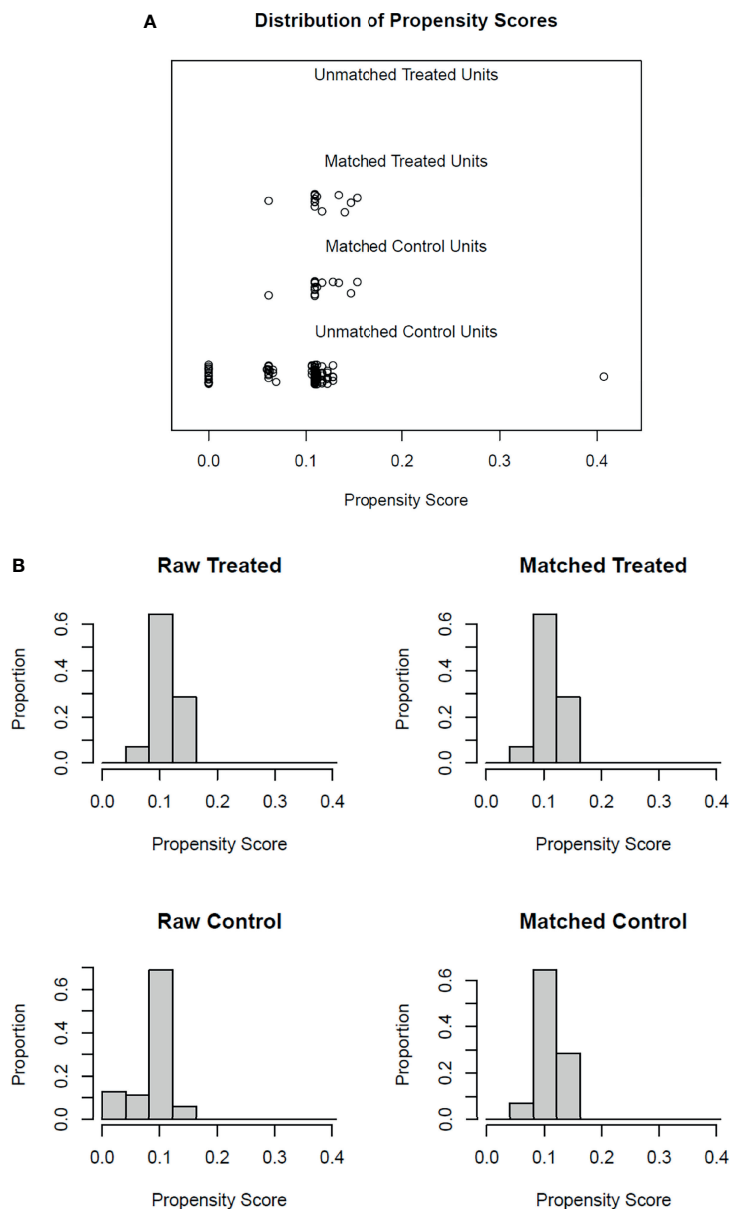 A Distribution of Propensity Scores
Unmatched Treated Units
Matched Treated Units
Matched Control Units
Unmatched Control Units
0.0 0.1 0.2 0.3 0.4
Propensity Score
B Raw Treated
Proportion
0.0 0.2 0.4 0.6
0.0 0.1 0.2 0.3 0.4
Propensity Score
Matched Treated
Proportion
0.0 0.2 0.4 0.6
0.0 0.1 0.2 0.3 0.4
Propensity Score
Raw Control
Proportion
0.0 0.2 0.4 0.6
0.0 0.1 0.2 0.3 0.4
Propensity Score
Matched Control
Proportion
0.0 0.2 0.4 0.6
0.0 0.1 0.2 0.3 0.4
Propensity Score